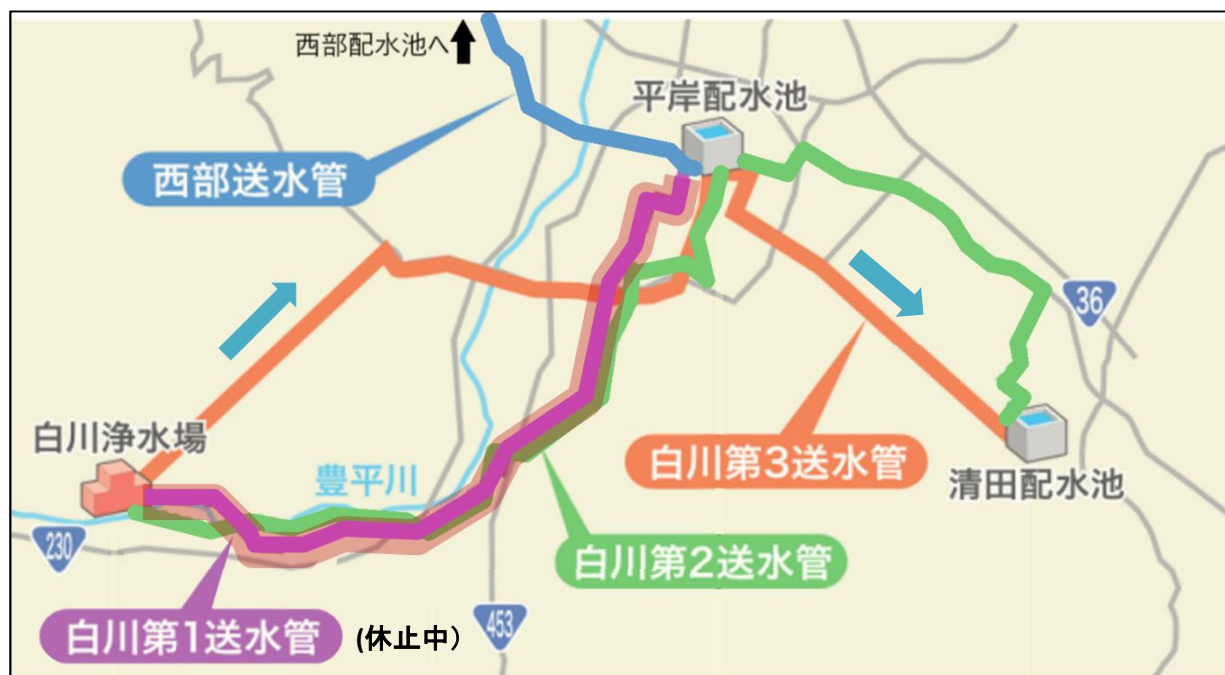 西部配水池へ
平岸配水池
西部送水管
36
白川浄水場
豊平川
白川第3送水管
清田配水池
230
白川第2送水管
白川第1送水管 (休止中)
453